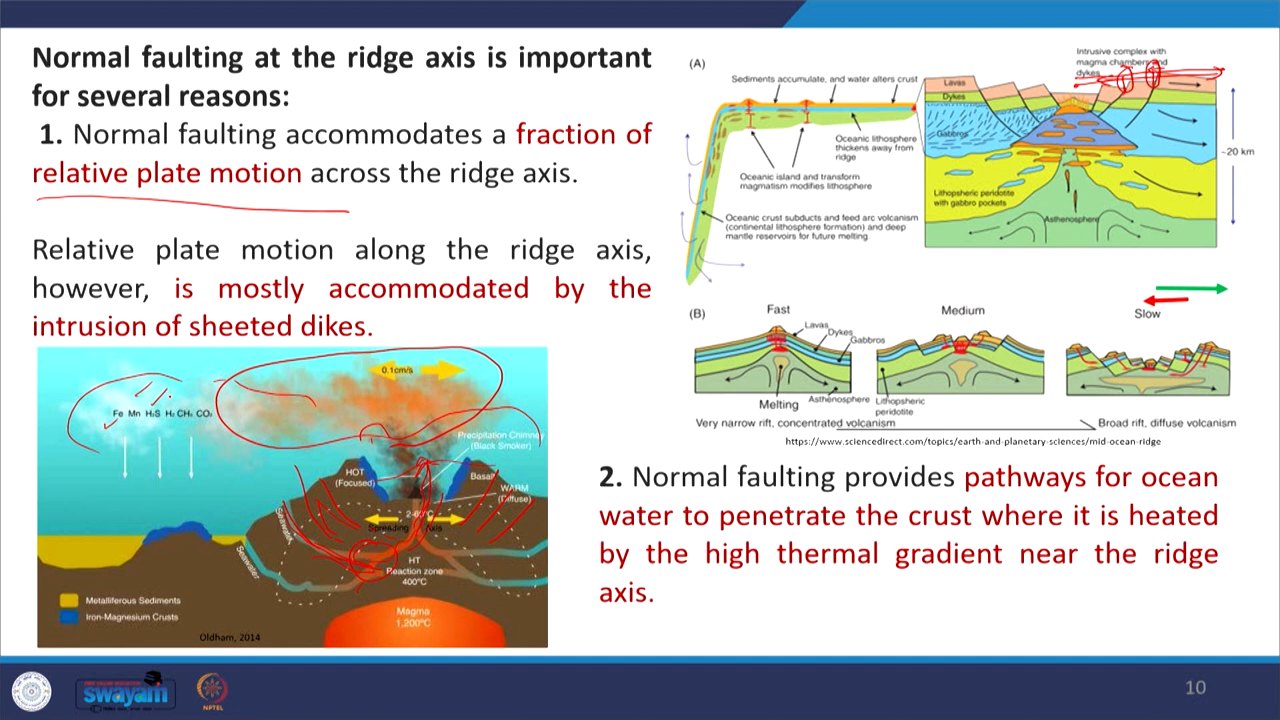 Normal faulting at the ridge axis is important
for several reasons:
1. Normal faulting accommodates a fraction of
relative plate motion across the ridge axis.
Relative plate motion along the ridge axis,
however, is mostly accommodated by the
intrusion of sheeted dikes.
0.1cm/s
Fe Mn H₂S H₂ CH₄ CO₂
Precipitation Chimney
(Black Smoker)
HOT
(Focused)
Basalt
WARM
(Diffuse)
Spreading Axis
Seawater
Seawater
HT
Reaction zone
400°C
Magma
1,200°C
Metalliferous Sediments
Iron-Magnesium Crusts
Oldham, 2014
(A)
Sediments accumulate, and water alters crust
Oceanic lithosphere
thickens away from
ridge
Oceanic island and transform
magmatism modifies lithosphere
Oceanic crust subducts and feed arc volcanism
(continental lithosphere formation) and deep
mantle reservoirs for future melting
Intrusive complex with
magma chambers and
dykes
Lavas
Dykes
Gabbros
Lithospheric peridotite
with gabbro pockets
Asthenosphere
~20 km
(B)
Fast
Medium
Slow
Lavas
Dykes
Gabbros
Melting
Asthenosphere
Lithospheric
peridotite
Very narrow rift, concentrated volcanism
Broad rift, diffuse volcanism
https://www.sciencedirect.com/topics/earth-and-planetary-sciences/mid-ocean-ridge
2. Normal faulting provides pathways for ocean
water to penetrate the crust where it is heated
by the high thermal gradient near the ridge
axis.
swayam
NPTEL
10